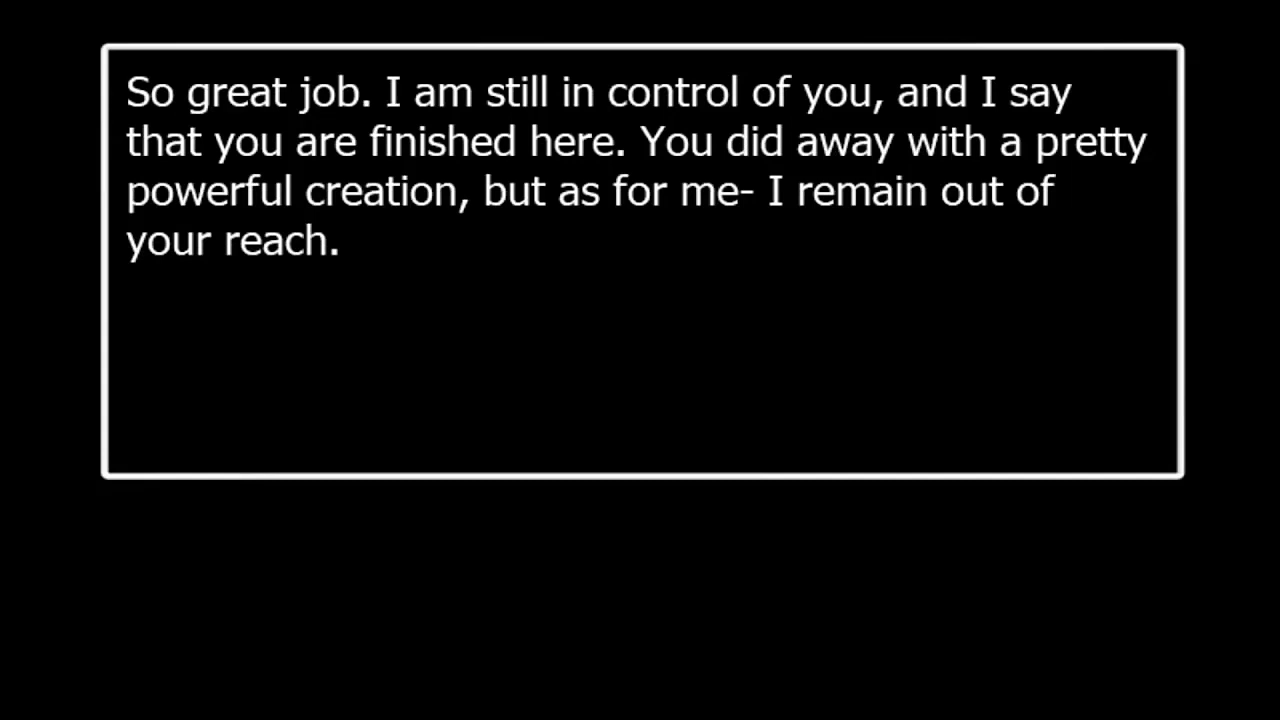 So great job. I am still in control of you, and I say
that you are finished here. You did away with a pretty
powerful creation, but as for me- I remain out of
your reach.